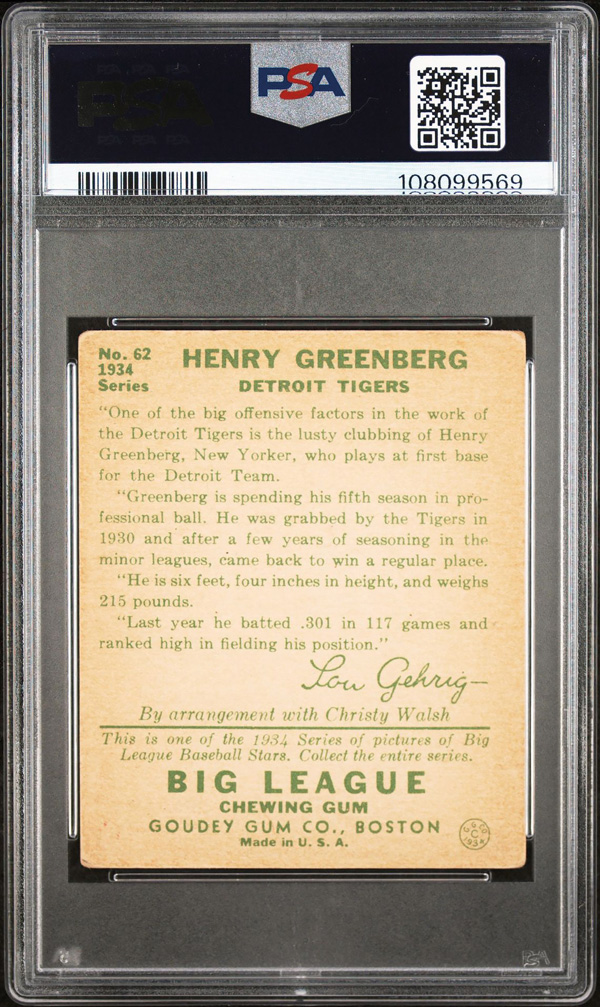 PSA
108099569
No. 62
1934
Series
HENRY GREENBERG
DETROIT TIGERS
"One of the big offensive factors in the work of
the Detroit Tigers is the lusty clubbing of Henry
Greenberg, New Yorker, who plays at first base
for the Detroit Team.
"Greenberg is spending his fifth season in pro-
fessional ball. He was grabbed by the Tigers in
1930 and after a few years of seasoning in the
minor leagues, came back to win a regular place.
"He is six feet, four inches in height, and weighs
215 pounds.
"Last year he batted .301 in 117 games and
ranked high in fielding his position."
Lou Gehrig
By arrangement with Christy Walsh
This is one of the 1934 Series of pictures of Big
League Baseball Stars. Collect the entire series.
BIG LEAGUE
CHEWING GUM
GOUDEY GUM CO., BOSTON
Made in U. S. A.
G. G. CO.
C
1934
PSA